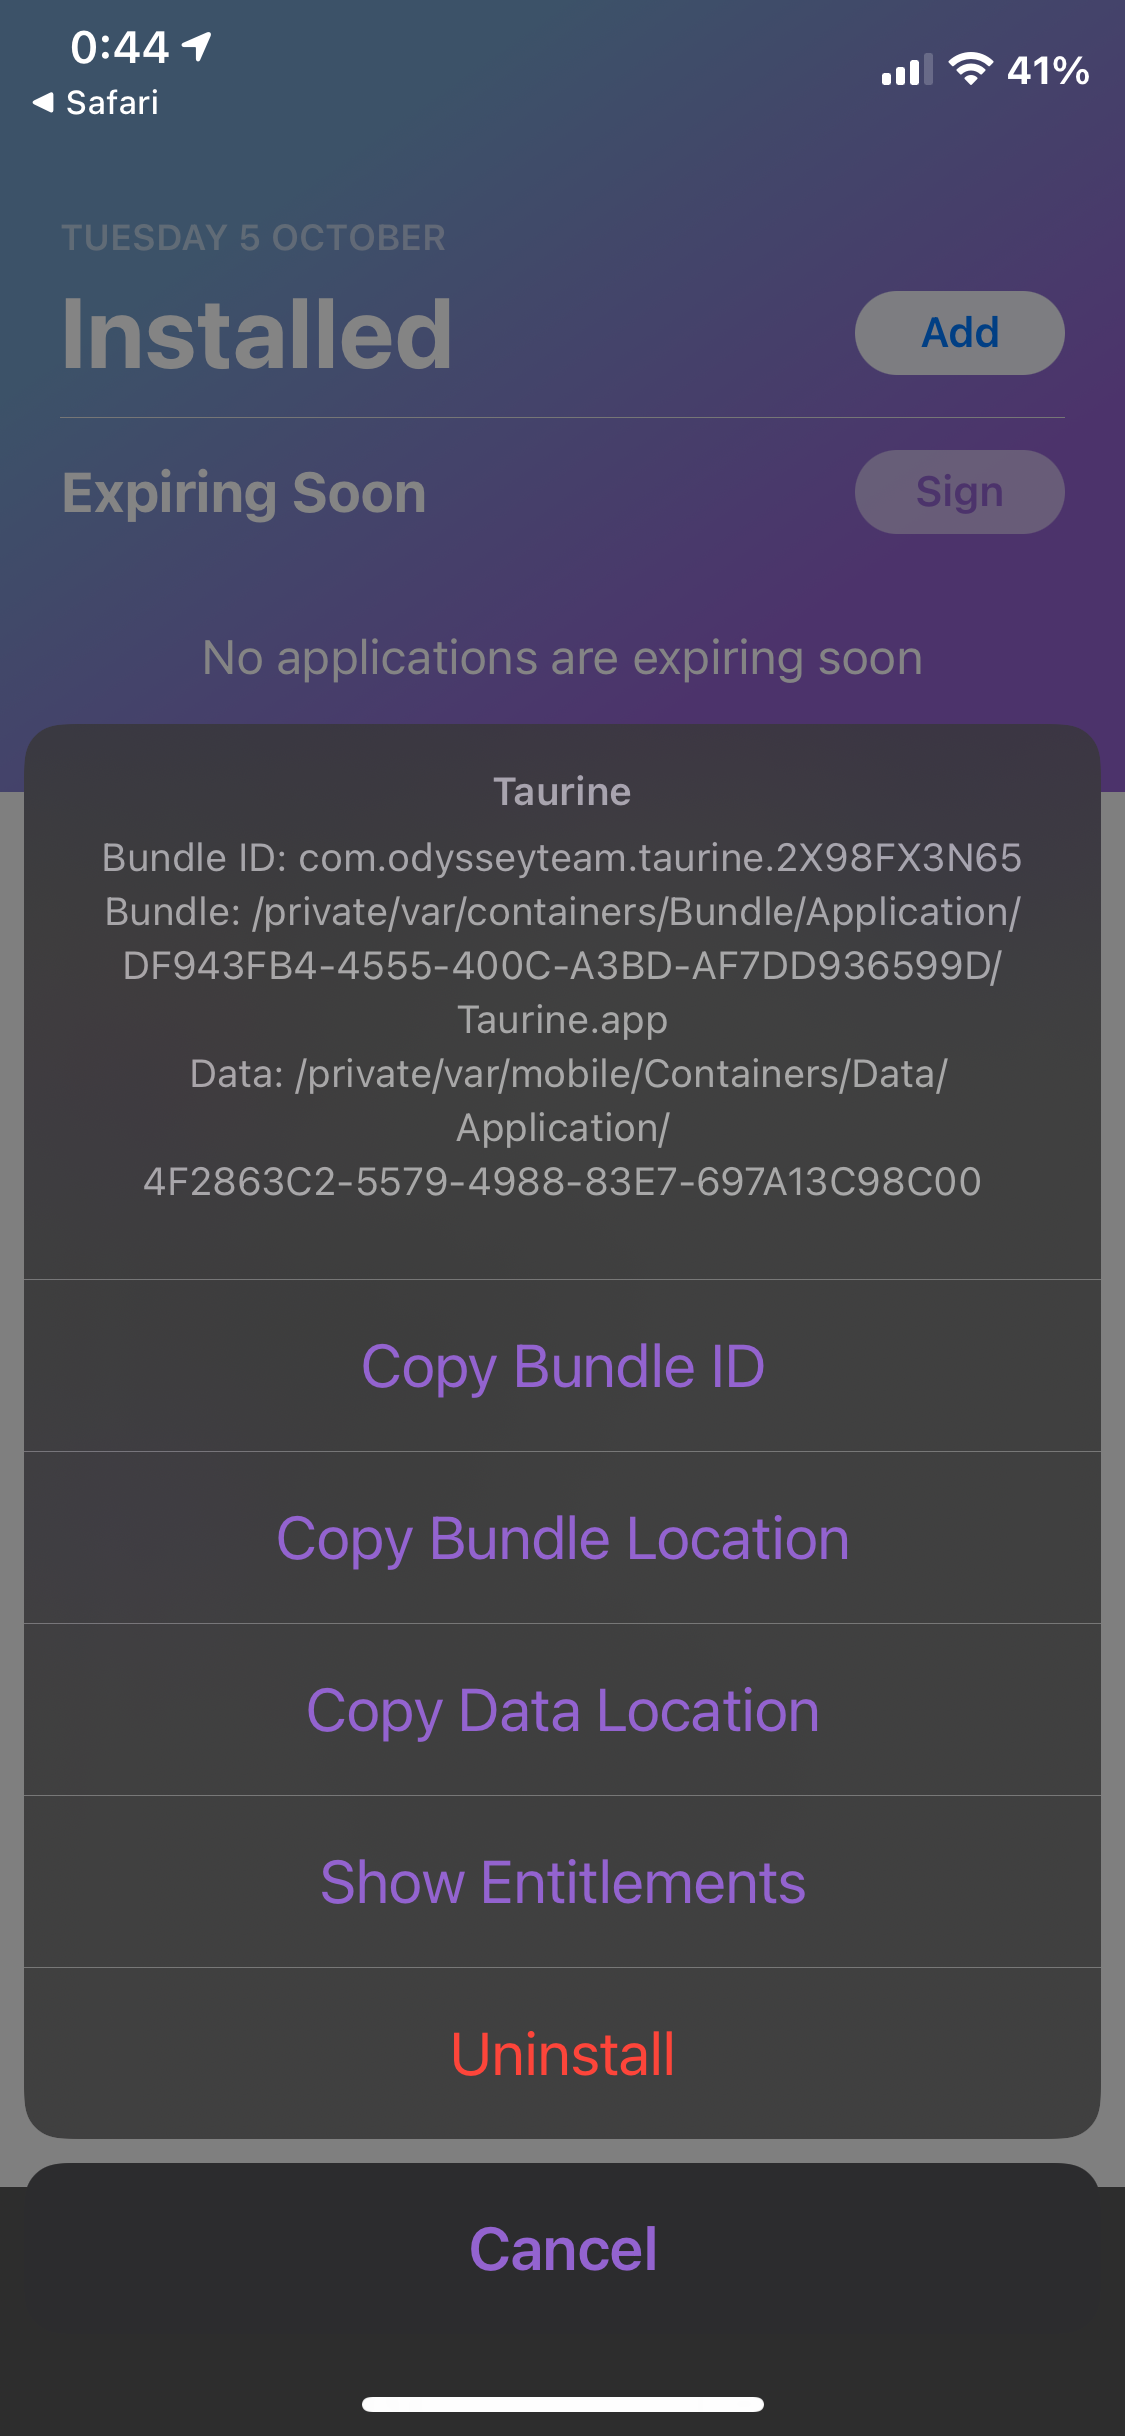 0:44
Safari
41%
TUESDAY 5 OCTOBER
Installed
Add
Expiring Soon
Sign
No applications are expiring soon
Taurine
Bundle ID: com.odysseyteam.taurine.2X98FX3N65
Bundle: /private/var/containers/Bundle/Application/
DF943FB4-4555-400C-A3BD-AF7DD936599D/
Taurine.app
Data: /private/var/mobile/Containers/Data/
Application/
4F2863C2-5579-4988-83E7-697A13C98C00
Copy Bundle ID
Copy Bundle Location
Copy Data Location
Show Entitlements
Uninstall
Cancel